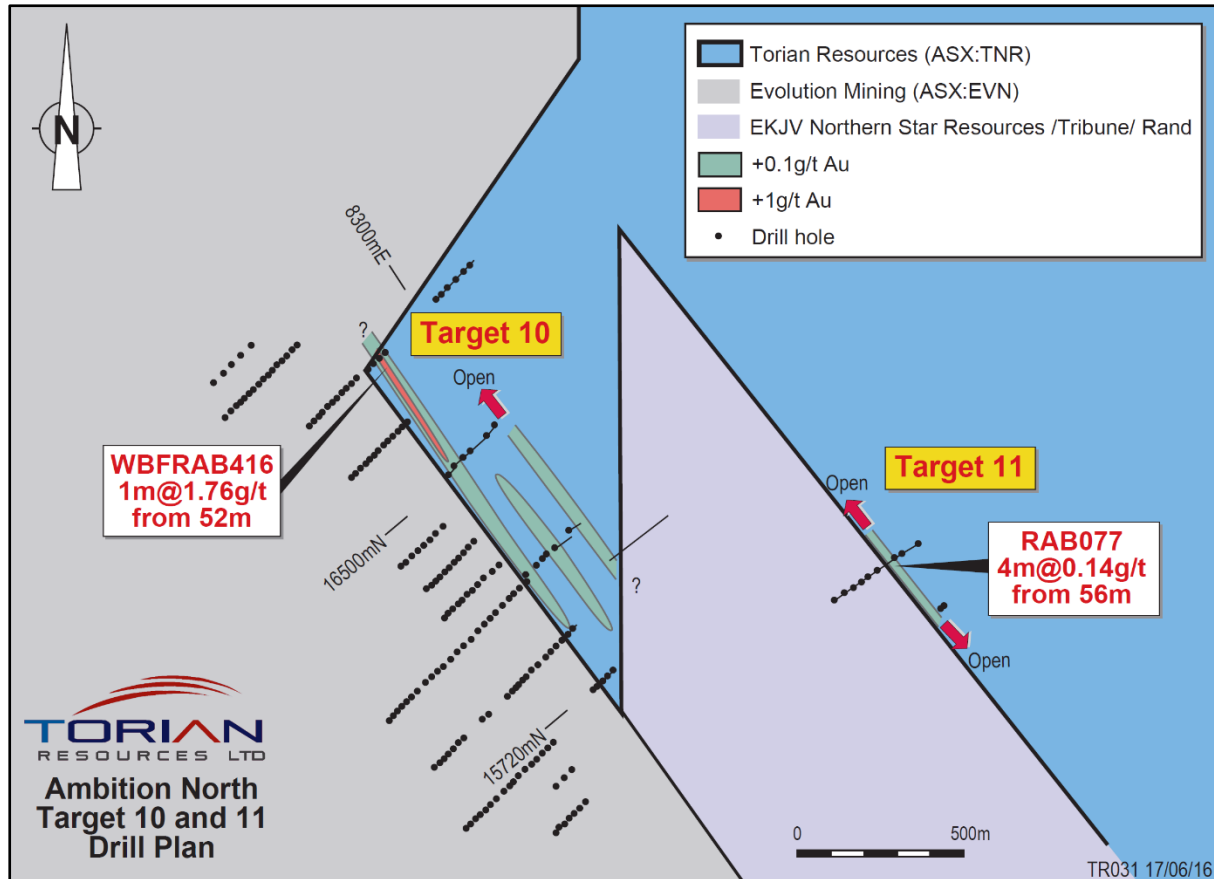 N
Torian Resources (ASX:TNR)
Evolution Mining (ASX:EVN)
EKJV Northern Star Resources /Tribune/ Rand
+0.1g/t Au
+1g/t Au
Drill hole
8300mE
?
Target 10
Open
WBFRAB416
1m@1.76g/t
from 52m
Target 11
Open
RAB077
4m@0.14g/t
from 56m
16500mN
?
Open
15720mN
TORIAN
RESOURCES LTD
Ambition North
Target 10 and 11
Drill Plan
0
500m
TR031 17/06/16